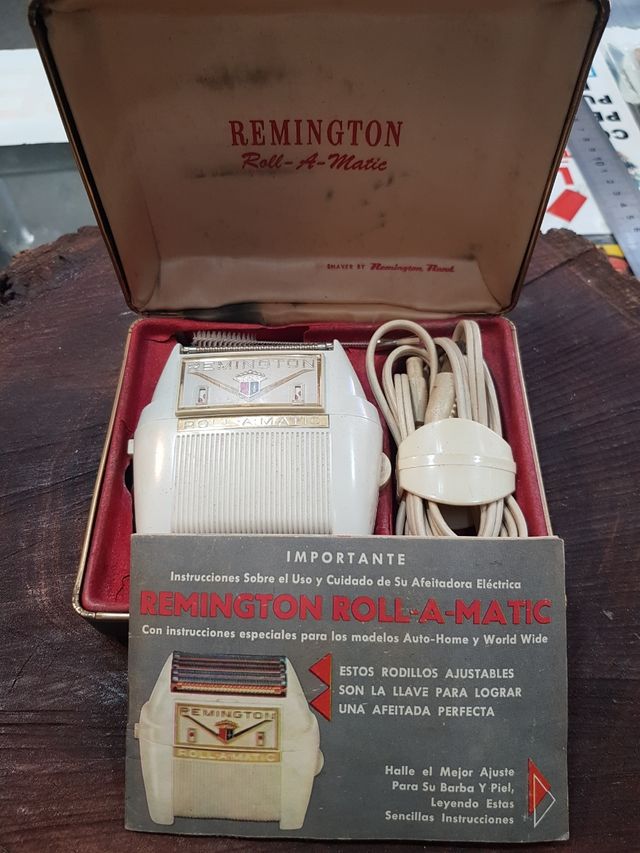 REMINGTON
Roll-A-Matic
SHAVER BY Remington Rand
REMINGTON
ROLL-A-MATIC
IMPORTANTE
Instrucciones Sobre el Uso y Cuidado de Su Afeitadora Eléctrica
REMINGTON ROLL-A-MATIC
Con instrucciones especiales para los modelos Auto-Home y World Wide
ESTOS RODILLOS AJUSTABLES
SON LA LLAVE PARA LOGRAR
UNA AFEITADA PERFECTA
REMINGTON
ROLL-A-MATIC
Halle el Mejor Ajuste
Para Su Barba Y Piel,
Leyendo Estas
Sencillas Instrucciones